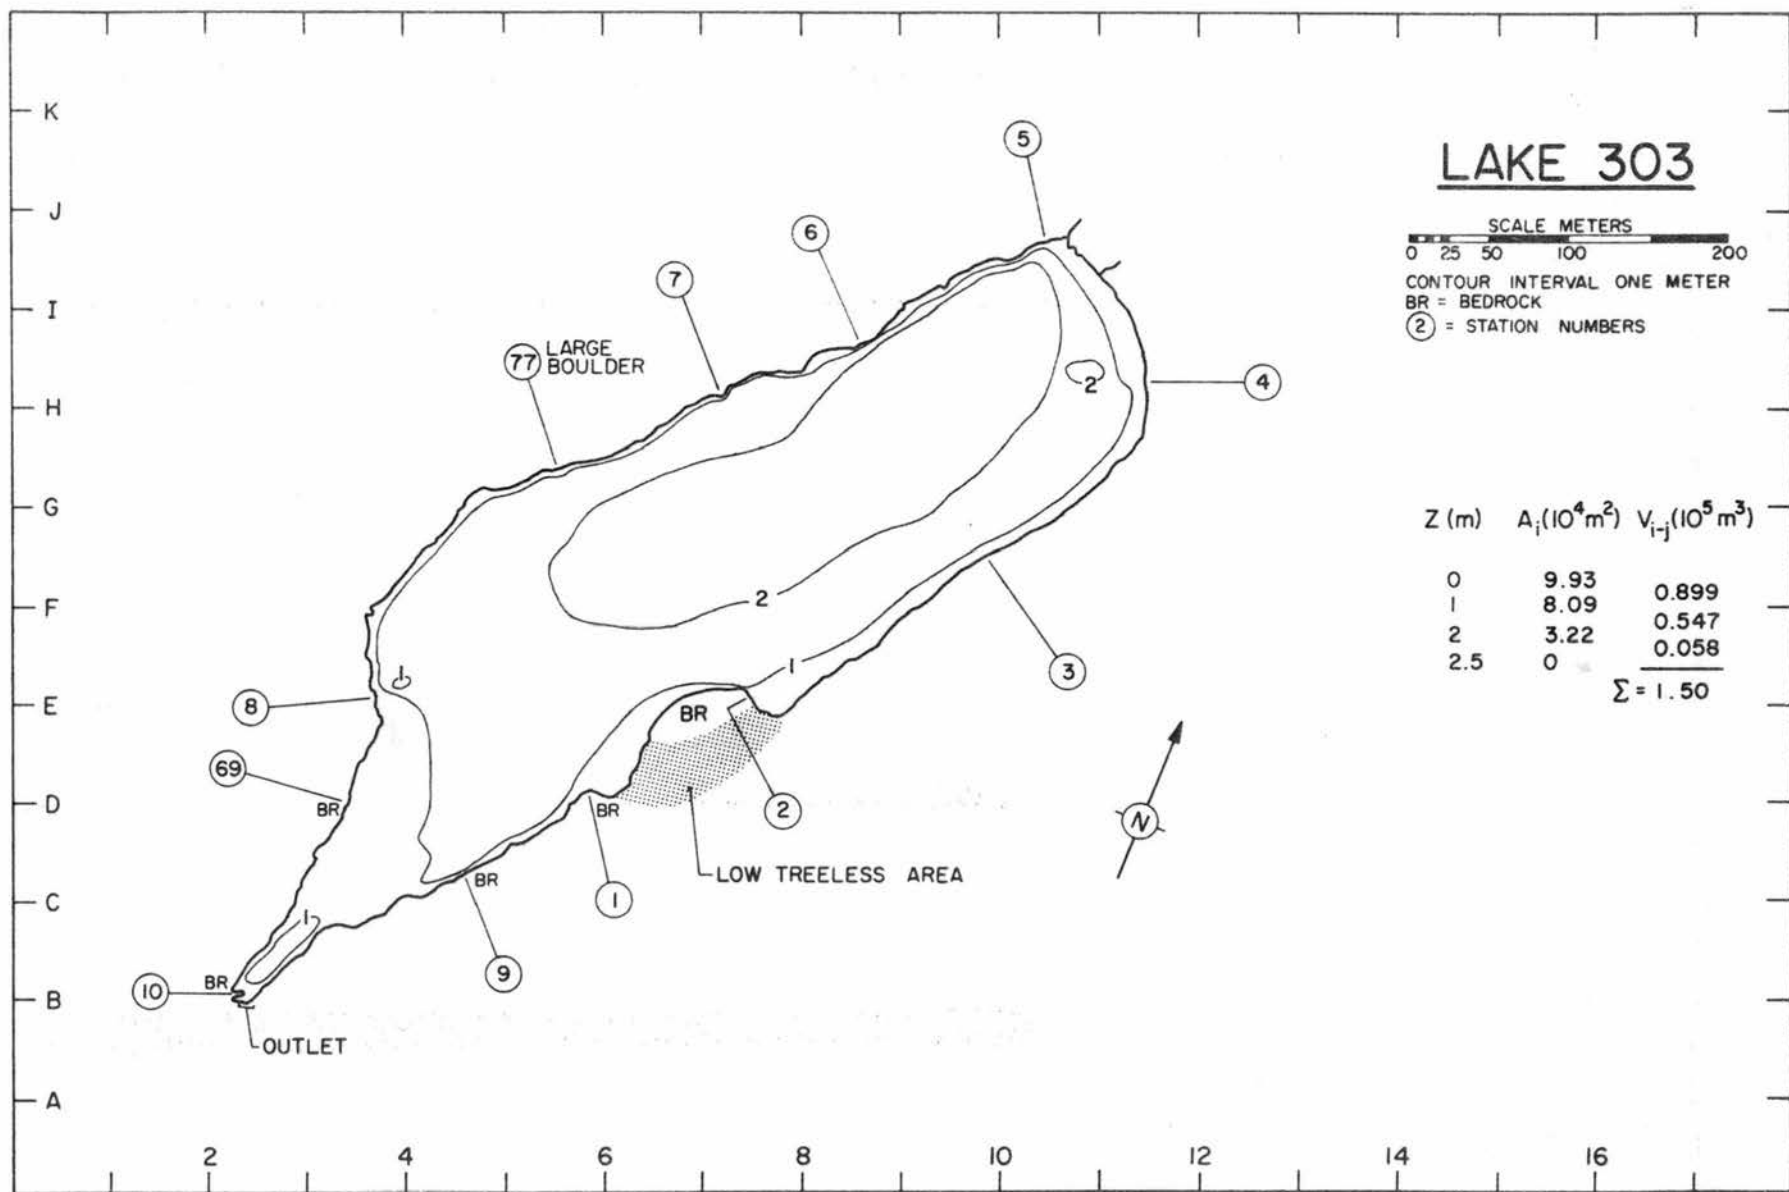 LAKE 303
SCALE METERS
0 25 50 100 200
CONTOUR INTERVAL ONE METER
BR = BEDROCK
2 = STATION NUMBERS
K
J
I
H
G
F
E
D
C
B
A
5
6
7
77 LARGE
BOULDER
4
2
2
1
1
3
8
69
BR
BR
2
BR
1
LOW TREELESS AREA
BR
9
1
BR
10
OUTLET
N
Z (m) Ai(10⁴m²) Vi-j(10⁵m³)
0 9.93
0.899
1 8.09
0.547
2 3.22
0.058
2.5 0
Σ = 1.50
2 4 6 8 10 12 14 16